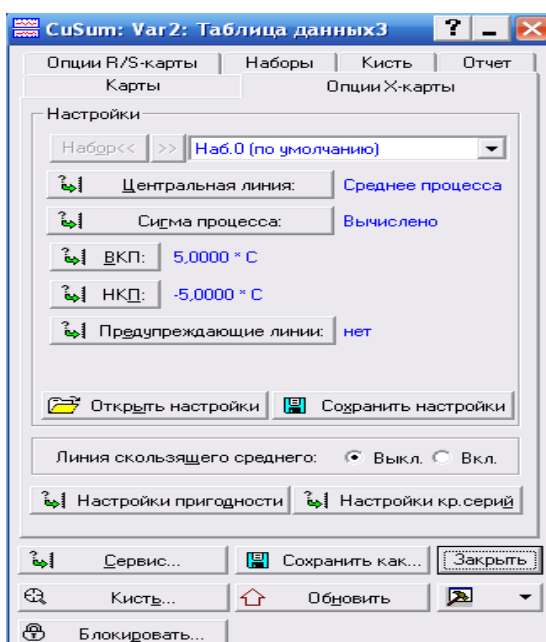 CuSum: Var2: Таблица данных3
Опции R/S-карты Наборы Кисть Отчет
Карты Опции X-карты
Настройки
Набор<< >> Наб.0 (по умолчанию)
Центральная линия: Среднее процесса
Сигма процесса: Вычислено
ВКП: 5,0000 * С
НКП: -5,0000 * С
Предупреждающие линии: нет
Открыть настройки Сохранить настройки
Линия скользящего среднего: Выкл. Вкл.
Настройки пригодности Настройки кр.серий
Сервис... Сохранить как... Закрыть
Кисть... Обновить
Блокировать...